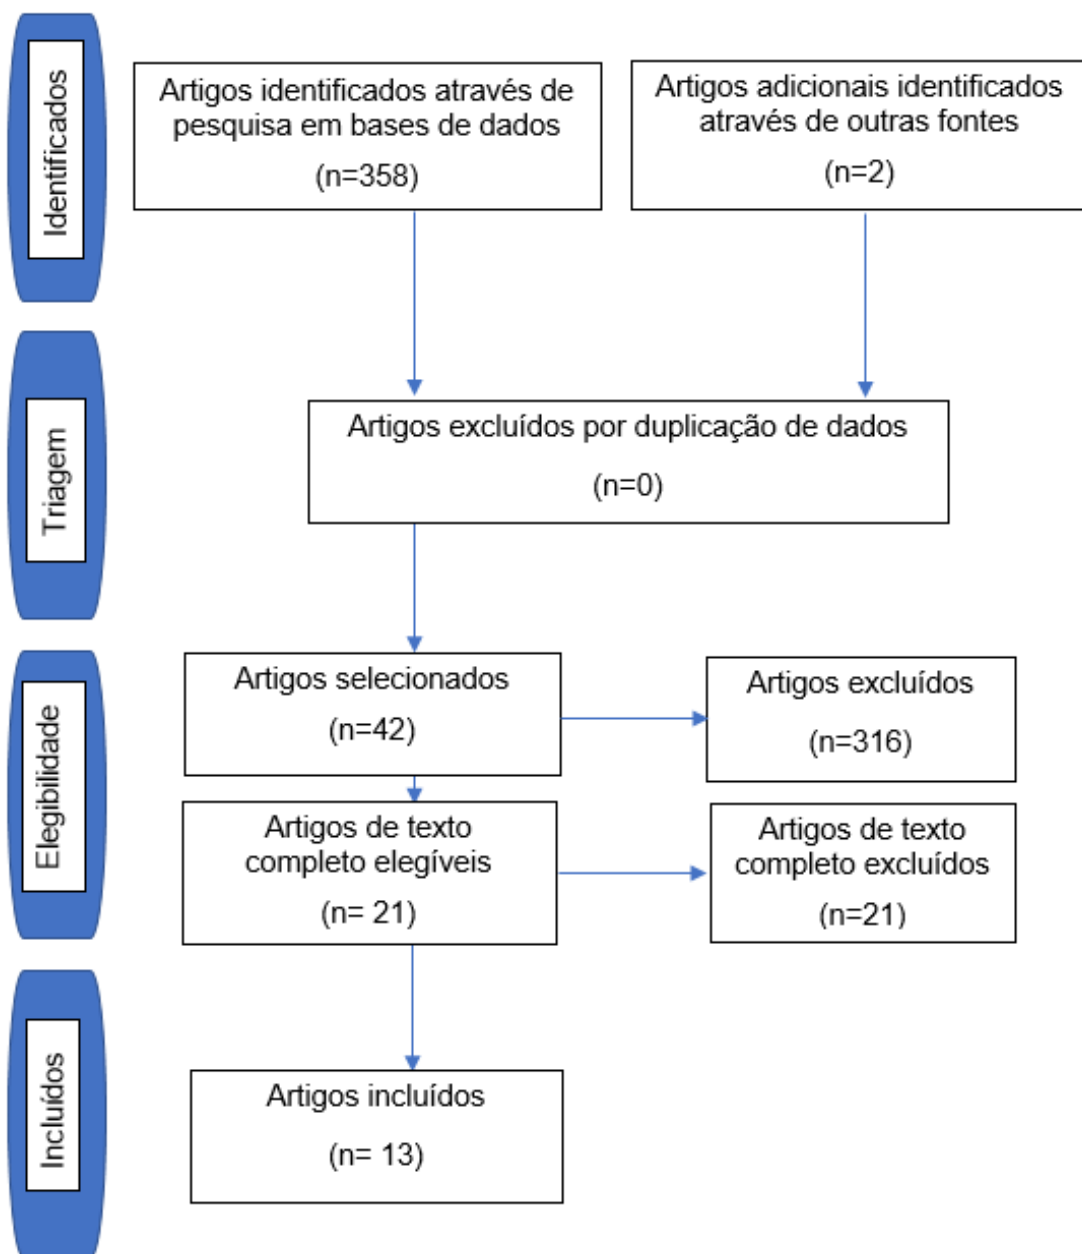 Identificados
Artigos identificados através de
pesquisa em bases de dados
(n=358)
Artigos adicionais identificados
através de outras fontes
(n=2)
Triagem
Artigos excluídos por duplicação de dados
(n=0)
Elegibilidade
Artigos selecionados
(n=42)
Artigos excluídos
(n=316)
Artigos de texto
completo elegíveis
(n= 21)
Artigos de texto
completo excluídos
(n=21)
Incluídos
Artigos incluídos
(n= 13)